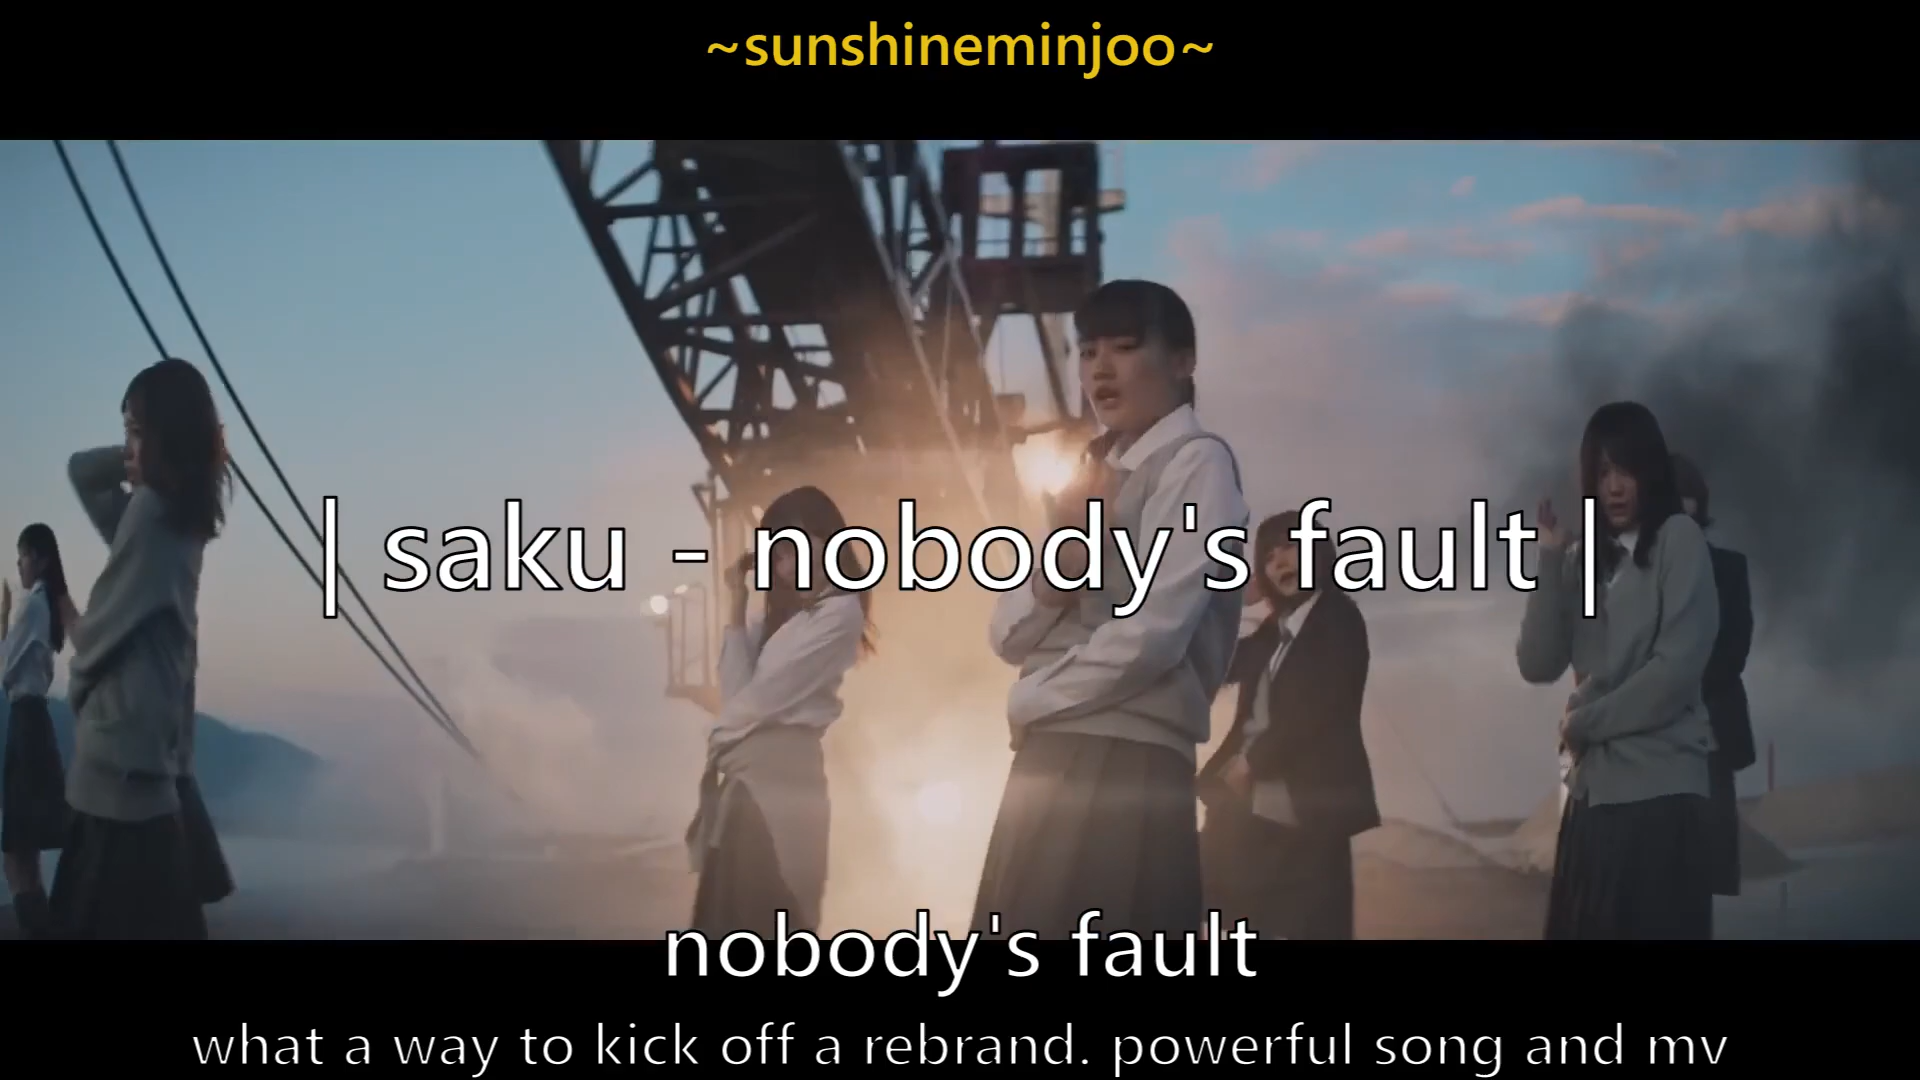 ~sunshineminjoo~
| saku - nobody's fault |
nobody's fault
what a way to kick off a rebrand. powerful song and mv